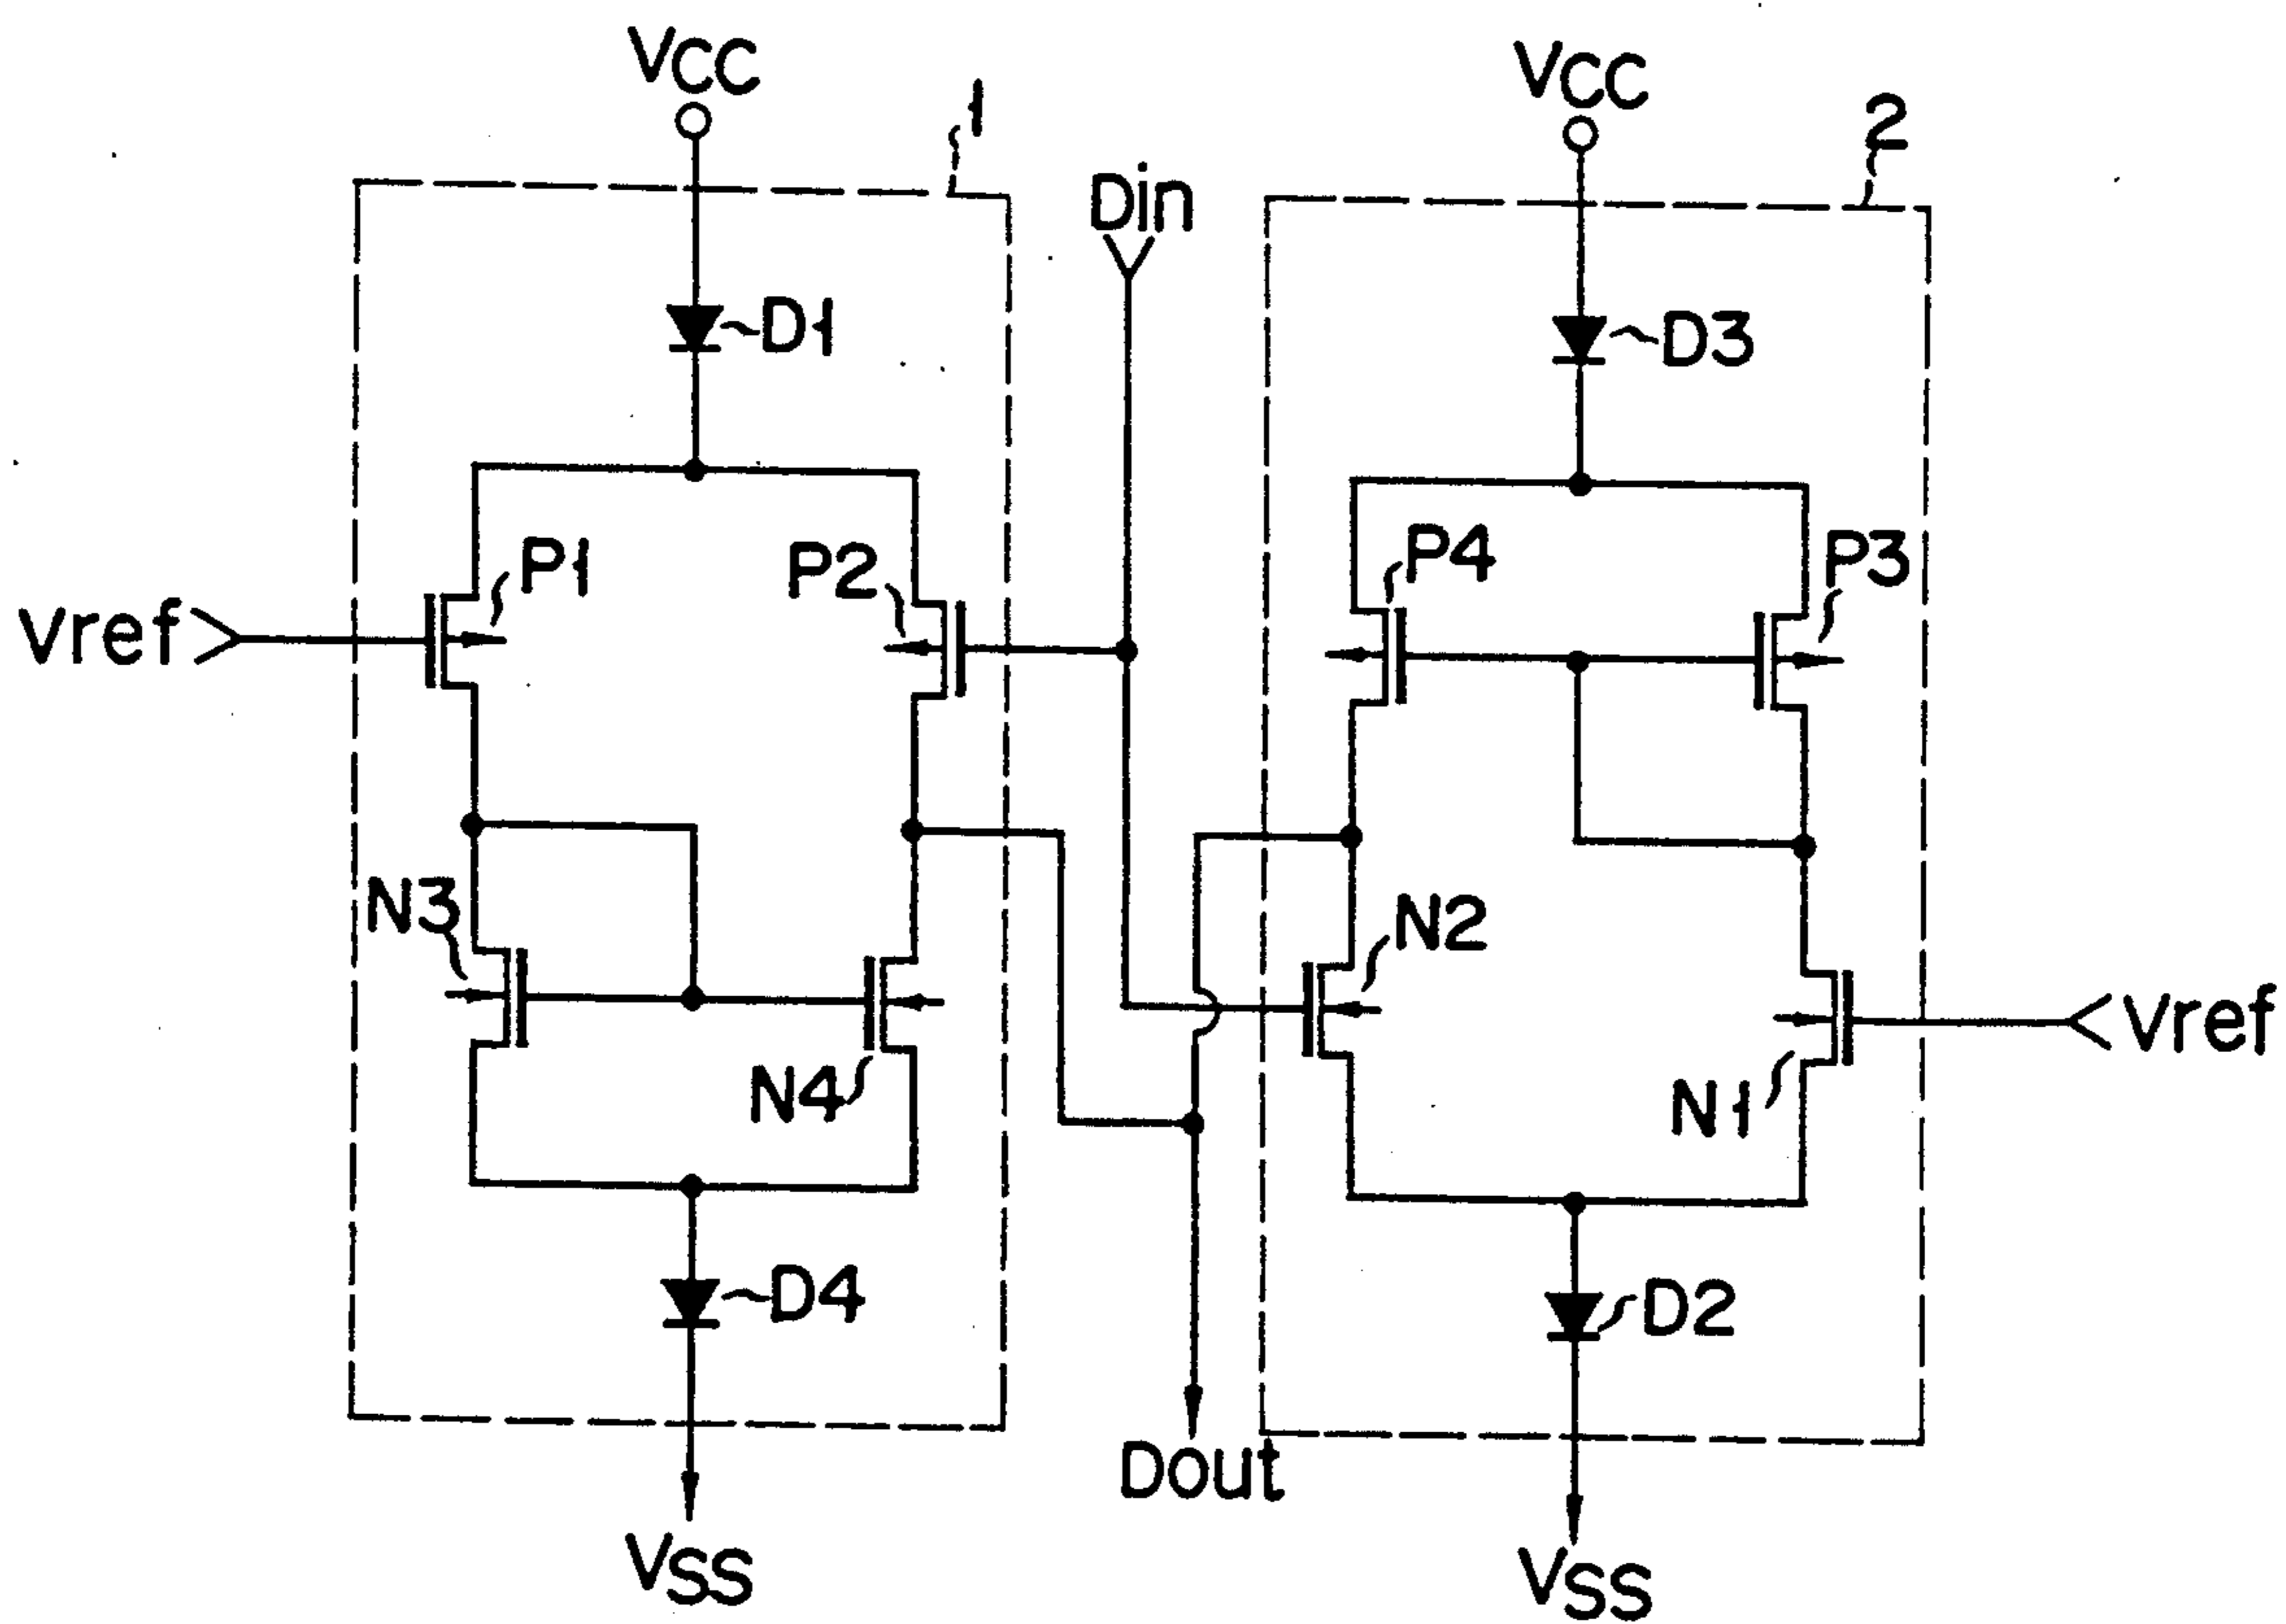 VCC
1
VCC
2
Din
D1
D3
P1
P2
P4
P3
Vref
N3
N2
N4
N1
Vref
D4
D2
Dout
VSS
VSS